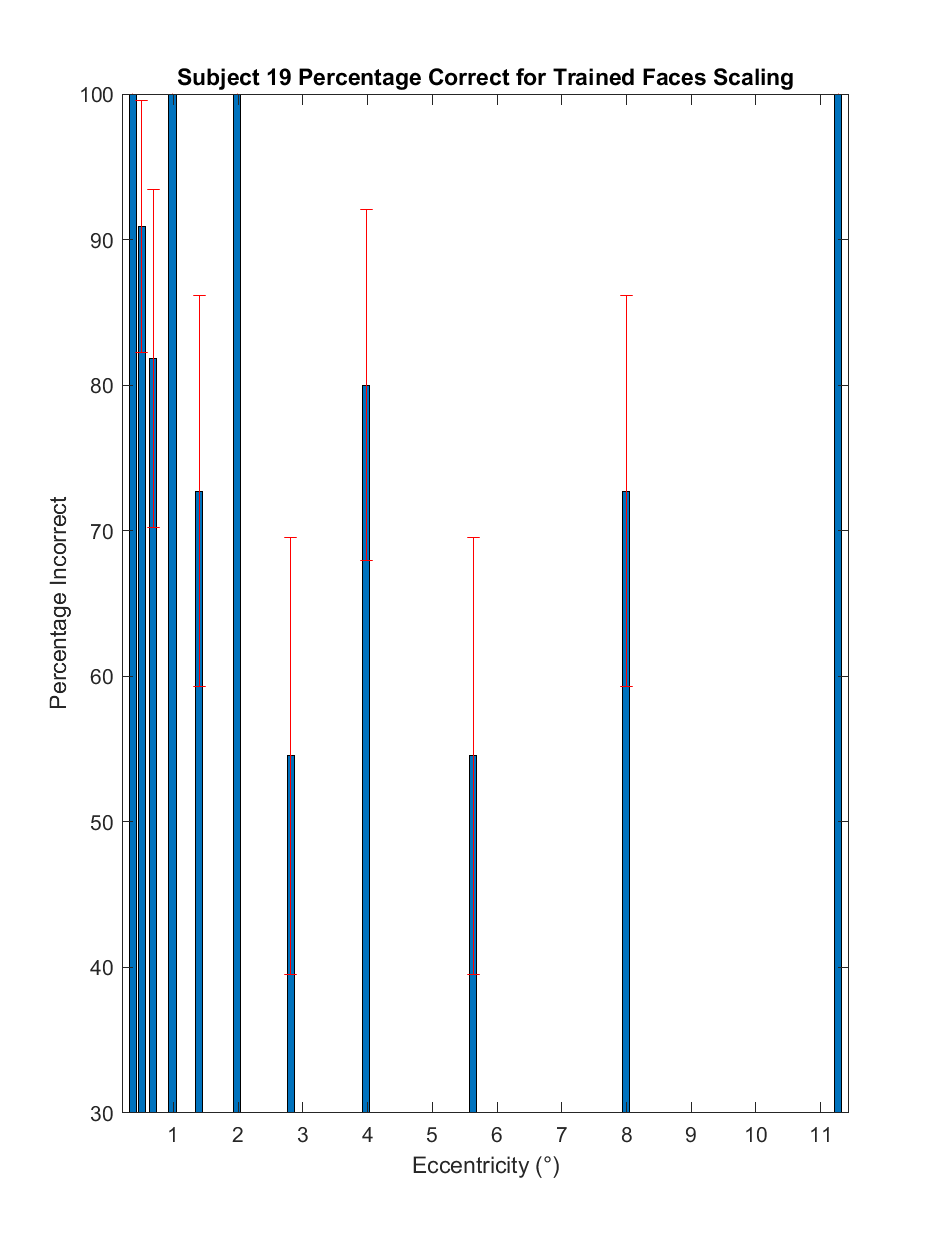 Subject 19 Percentage Correct for Trained Faces Scaling
100
90
80
70
60
50
40
30
Percentage Incorrect
1 2 3 4 5 6 7 8 9 10 11
Eccentricity (°)